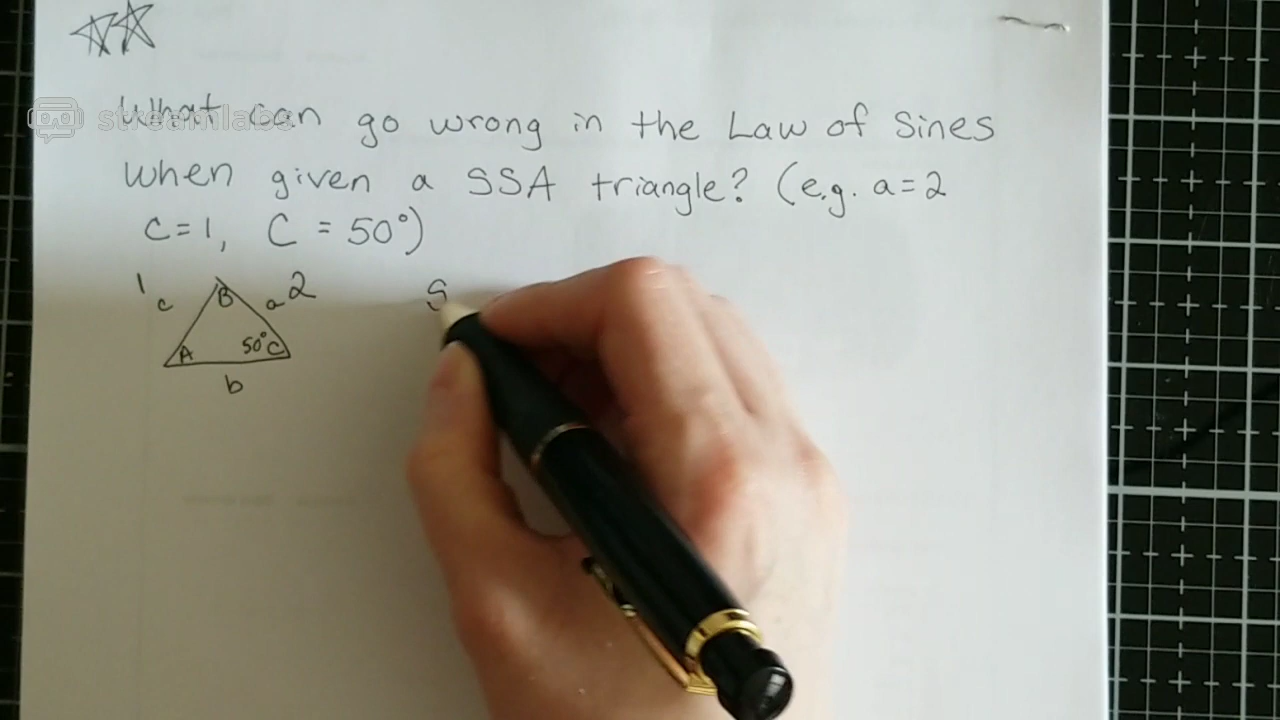 What can go wrong in the Law of Sines
streamlabs
when given a SSA triangle? (e.g. a=2
c=1, C = 50°)
1 c B a 2
A 50° C
b
S